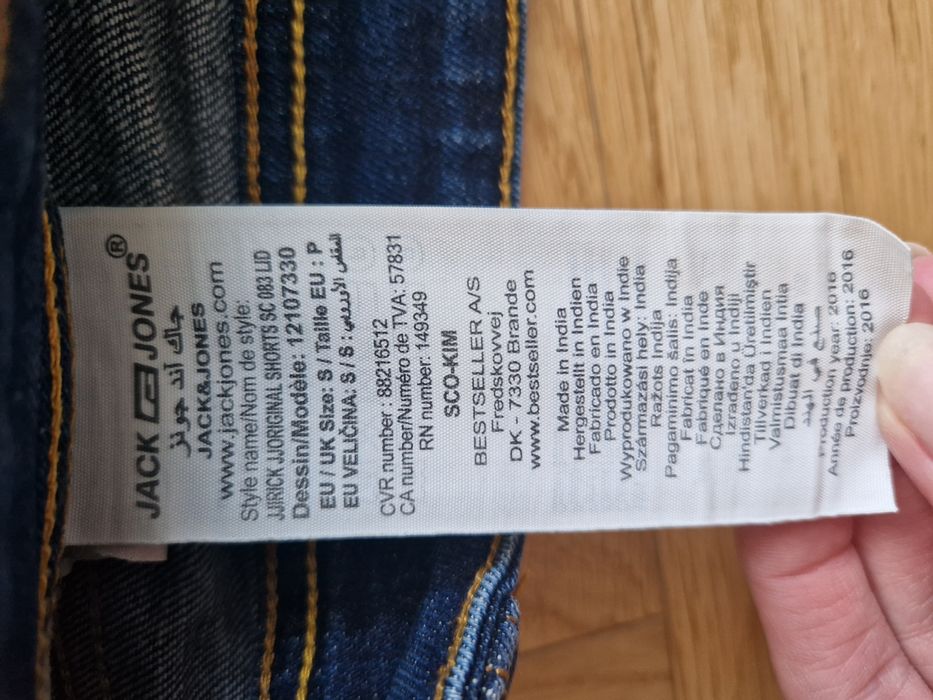 JACK & JONES®
جاك آند جونز
JACK&JONES
www.jackjones.com
Style name/Nom de style:
JJIRICK JJORIGINAL SHORTS SC 083 LID
Dessin/Modèle: 12107330
EU / UK Size: S / Taille EU : P
EU VELIČINA: S / S : المقاس الأوروبي
CVR number : 88216512
CA number/Numéro de TVA: 57831
RN number: 149349
SCO-KIM
BESTSELLER A/S
Fredskovvej
DK - 7330 Brande
www.bestseller.com
Made in India
Hergestellt in Indien
Fabricado en India
Prodotto in India
Wyprodukowano w Indie
Származási hely: India
Ražots Indija
Pagaminimo šalis: Indija
Fabricat în India
Fabriqué en Inde
Сделано в Индия
Izrađeno u Indiji
Hindistan'da Üretilmiştir
Tillverkad i Indien
Valmistusmaa Intia
Dibuat di India
صنع في الهند
Production year: 2016
Année de production: 2016
Proizvodnje: 2016